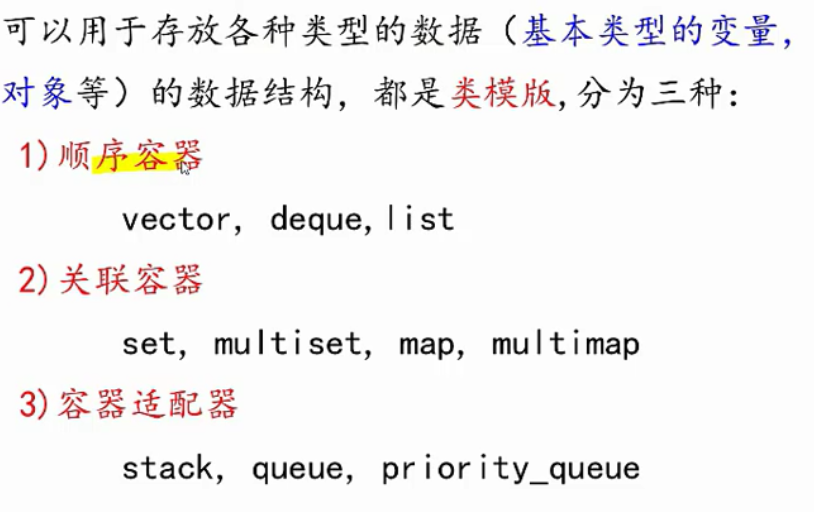 可以用于存放各种类型的数据（基本类型的变量，
对象等）的数据结构，都是类模版,分为三种：
1)顺序容器
vector, deque,list
2)关联容器
set, multiset, map, multimap
3)容器适配器
stack, queue, priority_queue